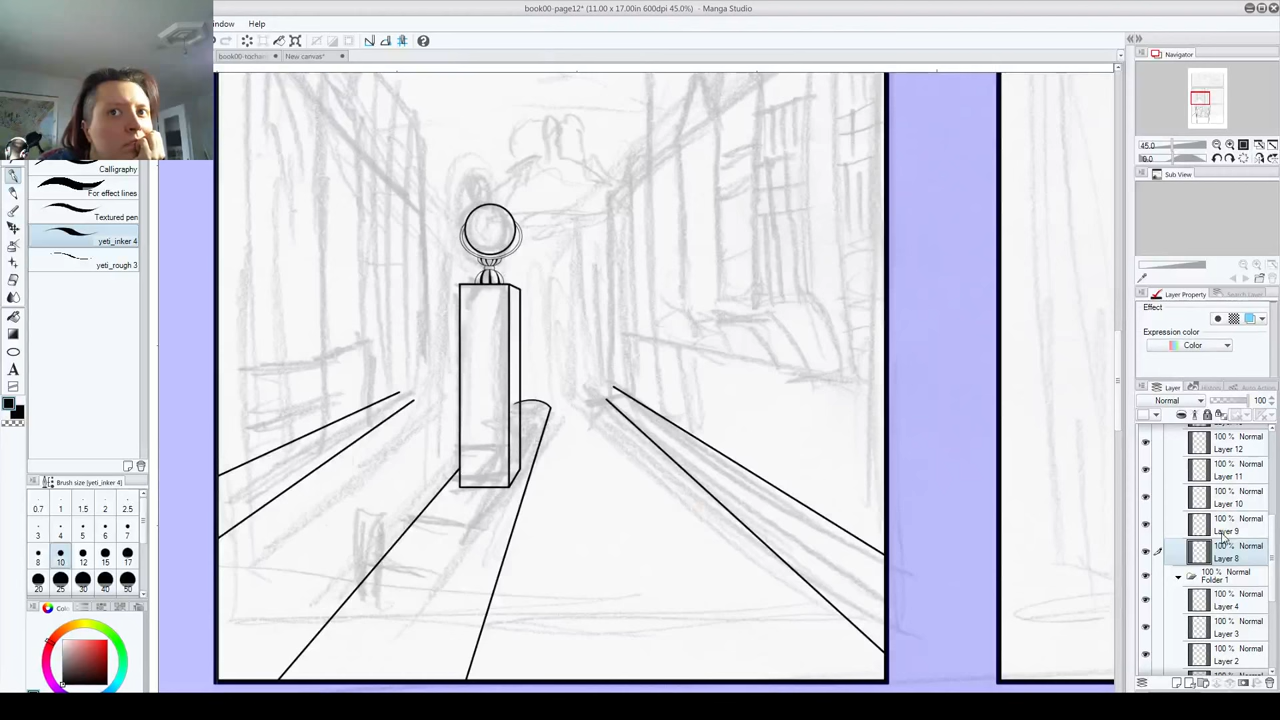 book00-page12* (11.00 x 17.00in 600dpi 45.0%) - Manga Studio
indow Help
New canvas*
Calligraphy
For effect lines
Textured pen
yeti_inker 4
yeti_rough 3
Brush size [yeti_inker 4]
0.7 1 1.5 2 2.5
3 4 5 6 7
8 10 12 15 17
20 25 30 40 50
Navigator
45.0
0.0
Sub View
Layer Property
Effect
Expression color
Color
Layer
Normal 100
100 % Normal
Layer 12
100 % Normal
Layer 11
100 % Normal
Layer 10
100 % Normal
Layer 9
100 % Normal
Layer 8
100 % Normal
Folder 1
100 % Normal
Layer 4
100 % Normal
Layer 3
100 % Normal
Layer 2